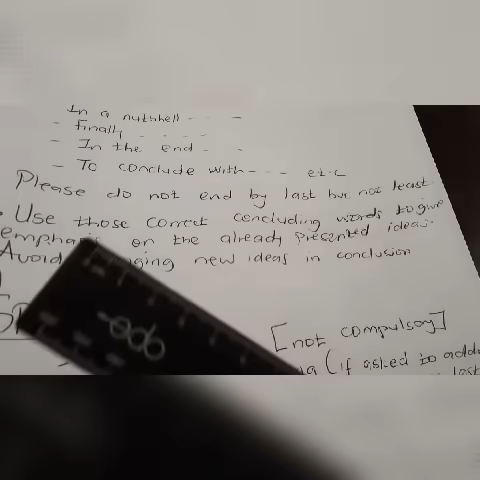 In a nutshell - - -
- finally - - - -
- In the end - -
- To conclude with - - - etc
Please do not end by last but not least
• Use those correct concluding words to give
emphasis on the already presented ideas.
Avoid new ideas in conclusion
[not compulsory]
(if asked to add
last